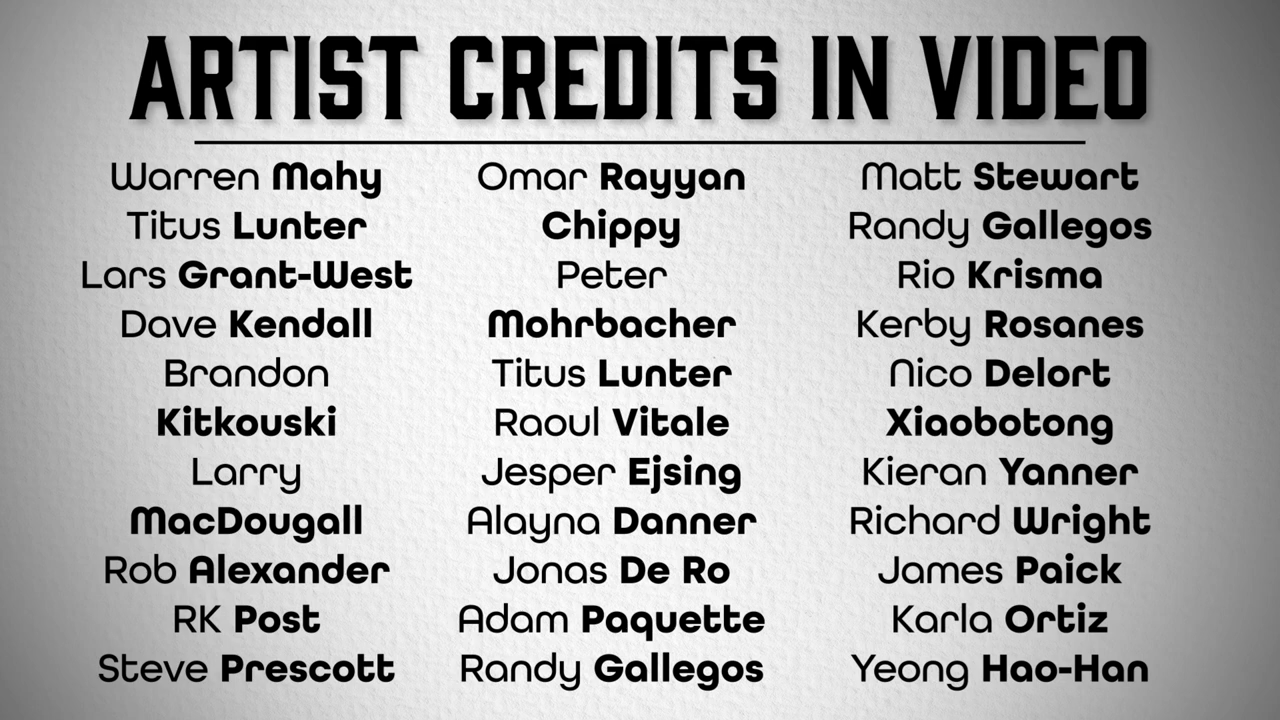 ARTIST CREDITS IN VIDEO
Warren Mahy
Titus Lunter
Lars Grant-West
Dave Kendall
Brandon
Kitkouski
Larry
MacDougall
Rob Alexander
RK Post
Steve Prescott
Omar Rayyan
Chippy
Peter
Mohrbacher
Titus Lunter
Raoul Vitale
Jesper Ejsing
Alayna Danner
Jonas De Ro
Adam Paquette
Randy Gallegos
Matt Stewart
Randy Gallegos
Rio Krisma
Kerby Rosanes
Nico Delort
Xiaobotong
Kieran Yanner
Richard Wright
James Paick
Karla Ortiz
Yeong Hao-Han